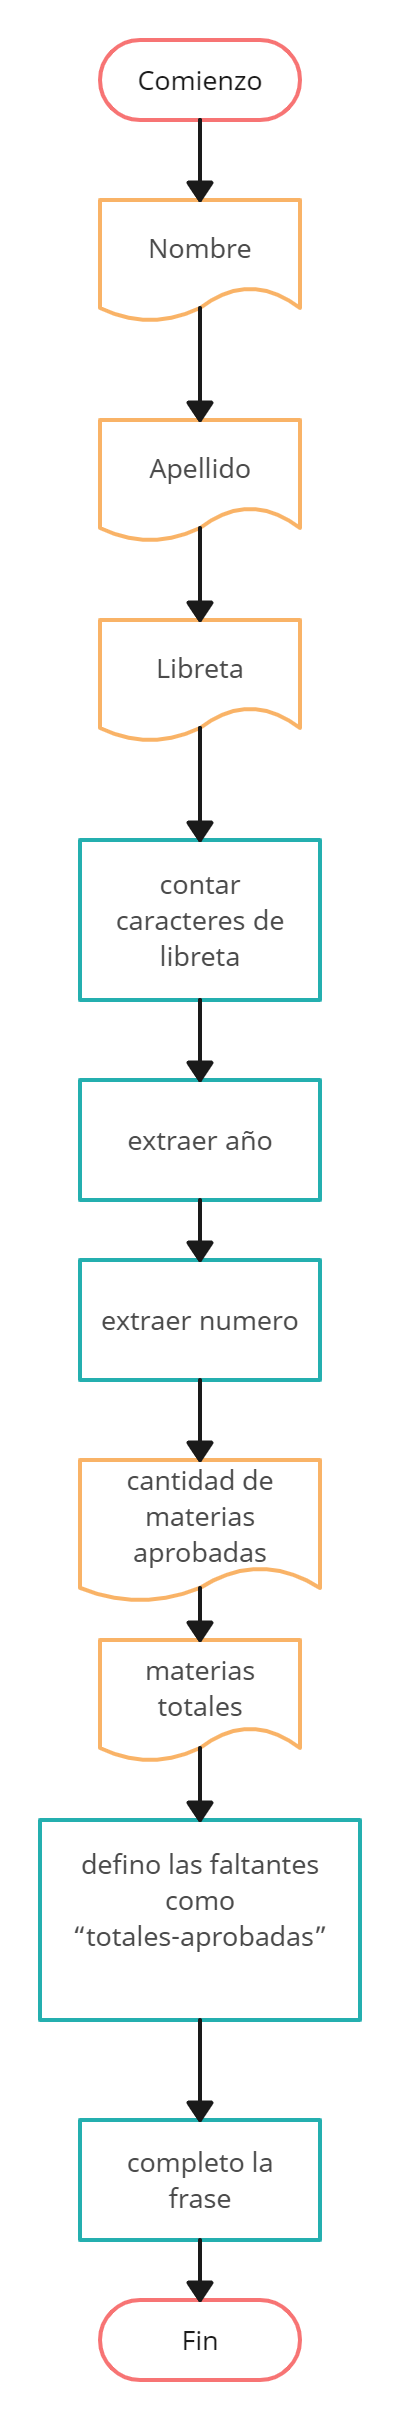 Comienzo
Nombre
Apellido
Libreta
contar
caracteres de
libreta
extraer año
extraer numero
cantidad de
materias
aprobadas
materias
totales
defino las faltantes
como
“totales-aprobadas”
completo la
frase
Fin